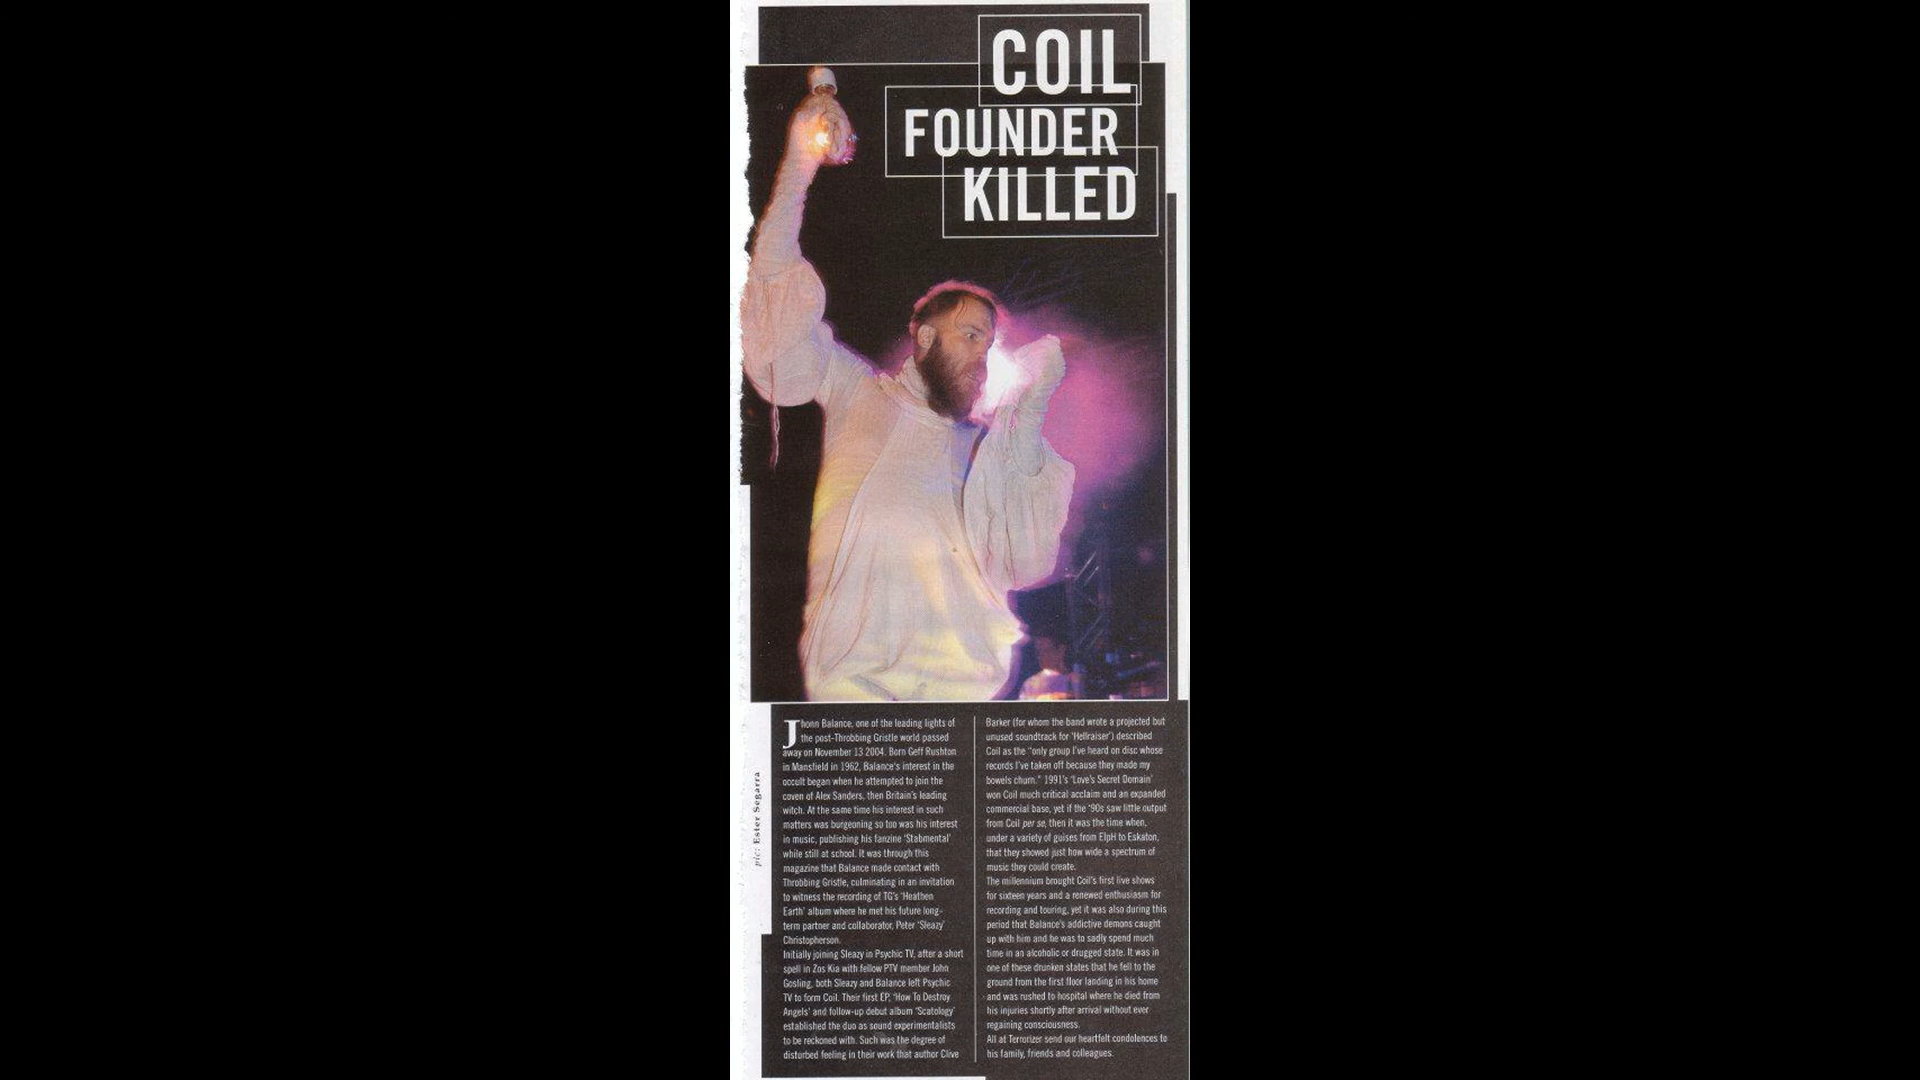 COIL
FOUNDER
KILLED
Jhonn Balance, one of the leading lights of
the post-Throbbing Gristle world passed
away on November 13 2004. Born Geff Rushton
in Mansfield in 1962, Balance's interest in the
occult began when he attempted to join the
coven of Alex Sanders, then Britain's leading
witch. At the same time his interest in such
matters was burgeoning so too was his interest
in music, publishing his fanzine 'Stabmental'
while still at school. It was through this
magazine that Balance made contact with
Throbbing Gristle, culminating in an invitation
to witness the recording of TG's 'Heathen
Earth' album where he met his future long-
term partner and collaborator, Peter 'Sleazy'
Christopherson.
Initially joining Sleazy in Psychic TV, after a short
spell in Zos Kia with fellow PTV member John
Gosling, both Sleazy and Balance left Psychic
TV to form Coil. Their first EP, 'How To Destroy
Angels' and follow-up debut album 'Scatology'
established the duo as sound experimentalists
to be reckoned with. Such was the degree of
disturbed feeling in their work that author Clive
Barker (for whom the band wrote a projected but
unused soundtrack for 'Hellraiser') described
Coil as the "only group I've heard on disc whose
records I've taken off because they made my
bowels churn." 1991's 'Love's Secret Domain'
won Coil much critical acclaim and an expanded
commercial base, yet if the '90s saw little output
from Coil per se, then it was the time when,
under a variety of guises from ElpH to Eskaton,
that they showed just how wide a spectrum of
music they could create.
The millennium brought Coil's first live shows
for sixteen years and a renewed enthusiasm for
recording and touring, yet it was also during this
period that Balance's addictive demons caught
up with him and he was to sadly spend much
time in an alcoholic or drugged state. It was in
one of these drunken states that he fell to the
ground from the first floor landing in his home
and was rushed to hospital where he died from
his injuries shortly after arrival without ever
regaining consciousness.
All at Terrorizer send our heartfelt condolences to
his family, friends and colleagues.
pic: Ester Segarra